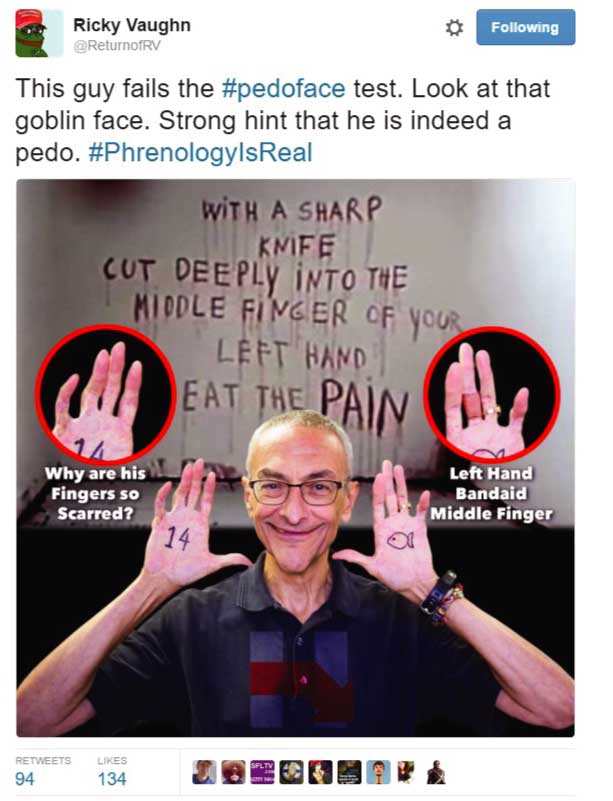 Ricky Vaughn
@ReturnofRV
Following
This guy fails the #pedoface test. Look at that
goblin face. Strong hint that he is indeed a
pedo. #PhrenologyIsReal
WiTH A SHARP
KNIFE
CUT DEEPLY iNTO THE
MIDDLE FINGER OF YOUR
LEFT HAND
EAT THE PAIN
14
Why are his
Fingers so
Scarred?
Left Hand
Bandaid
Middle Finger
14
H
RETWEETS
94
LIKES
134
SFLTV